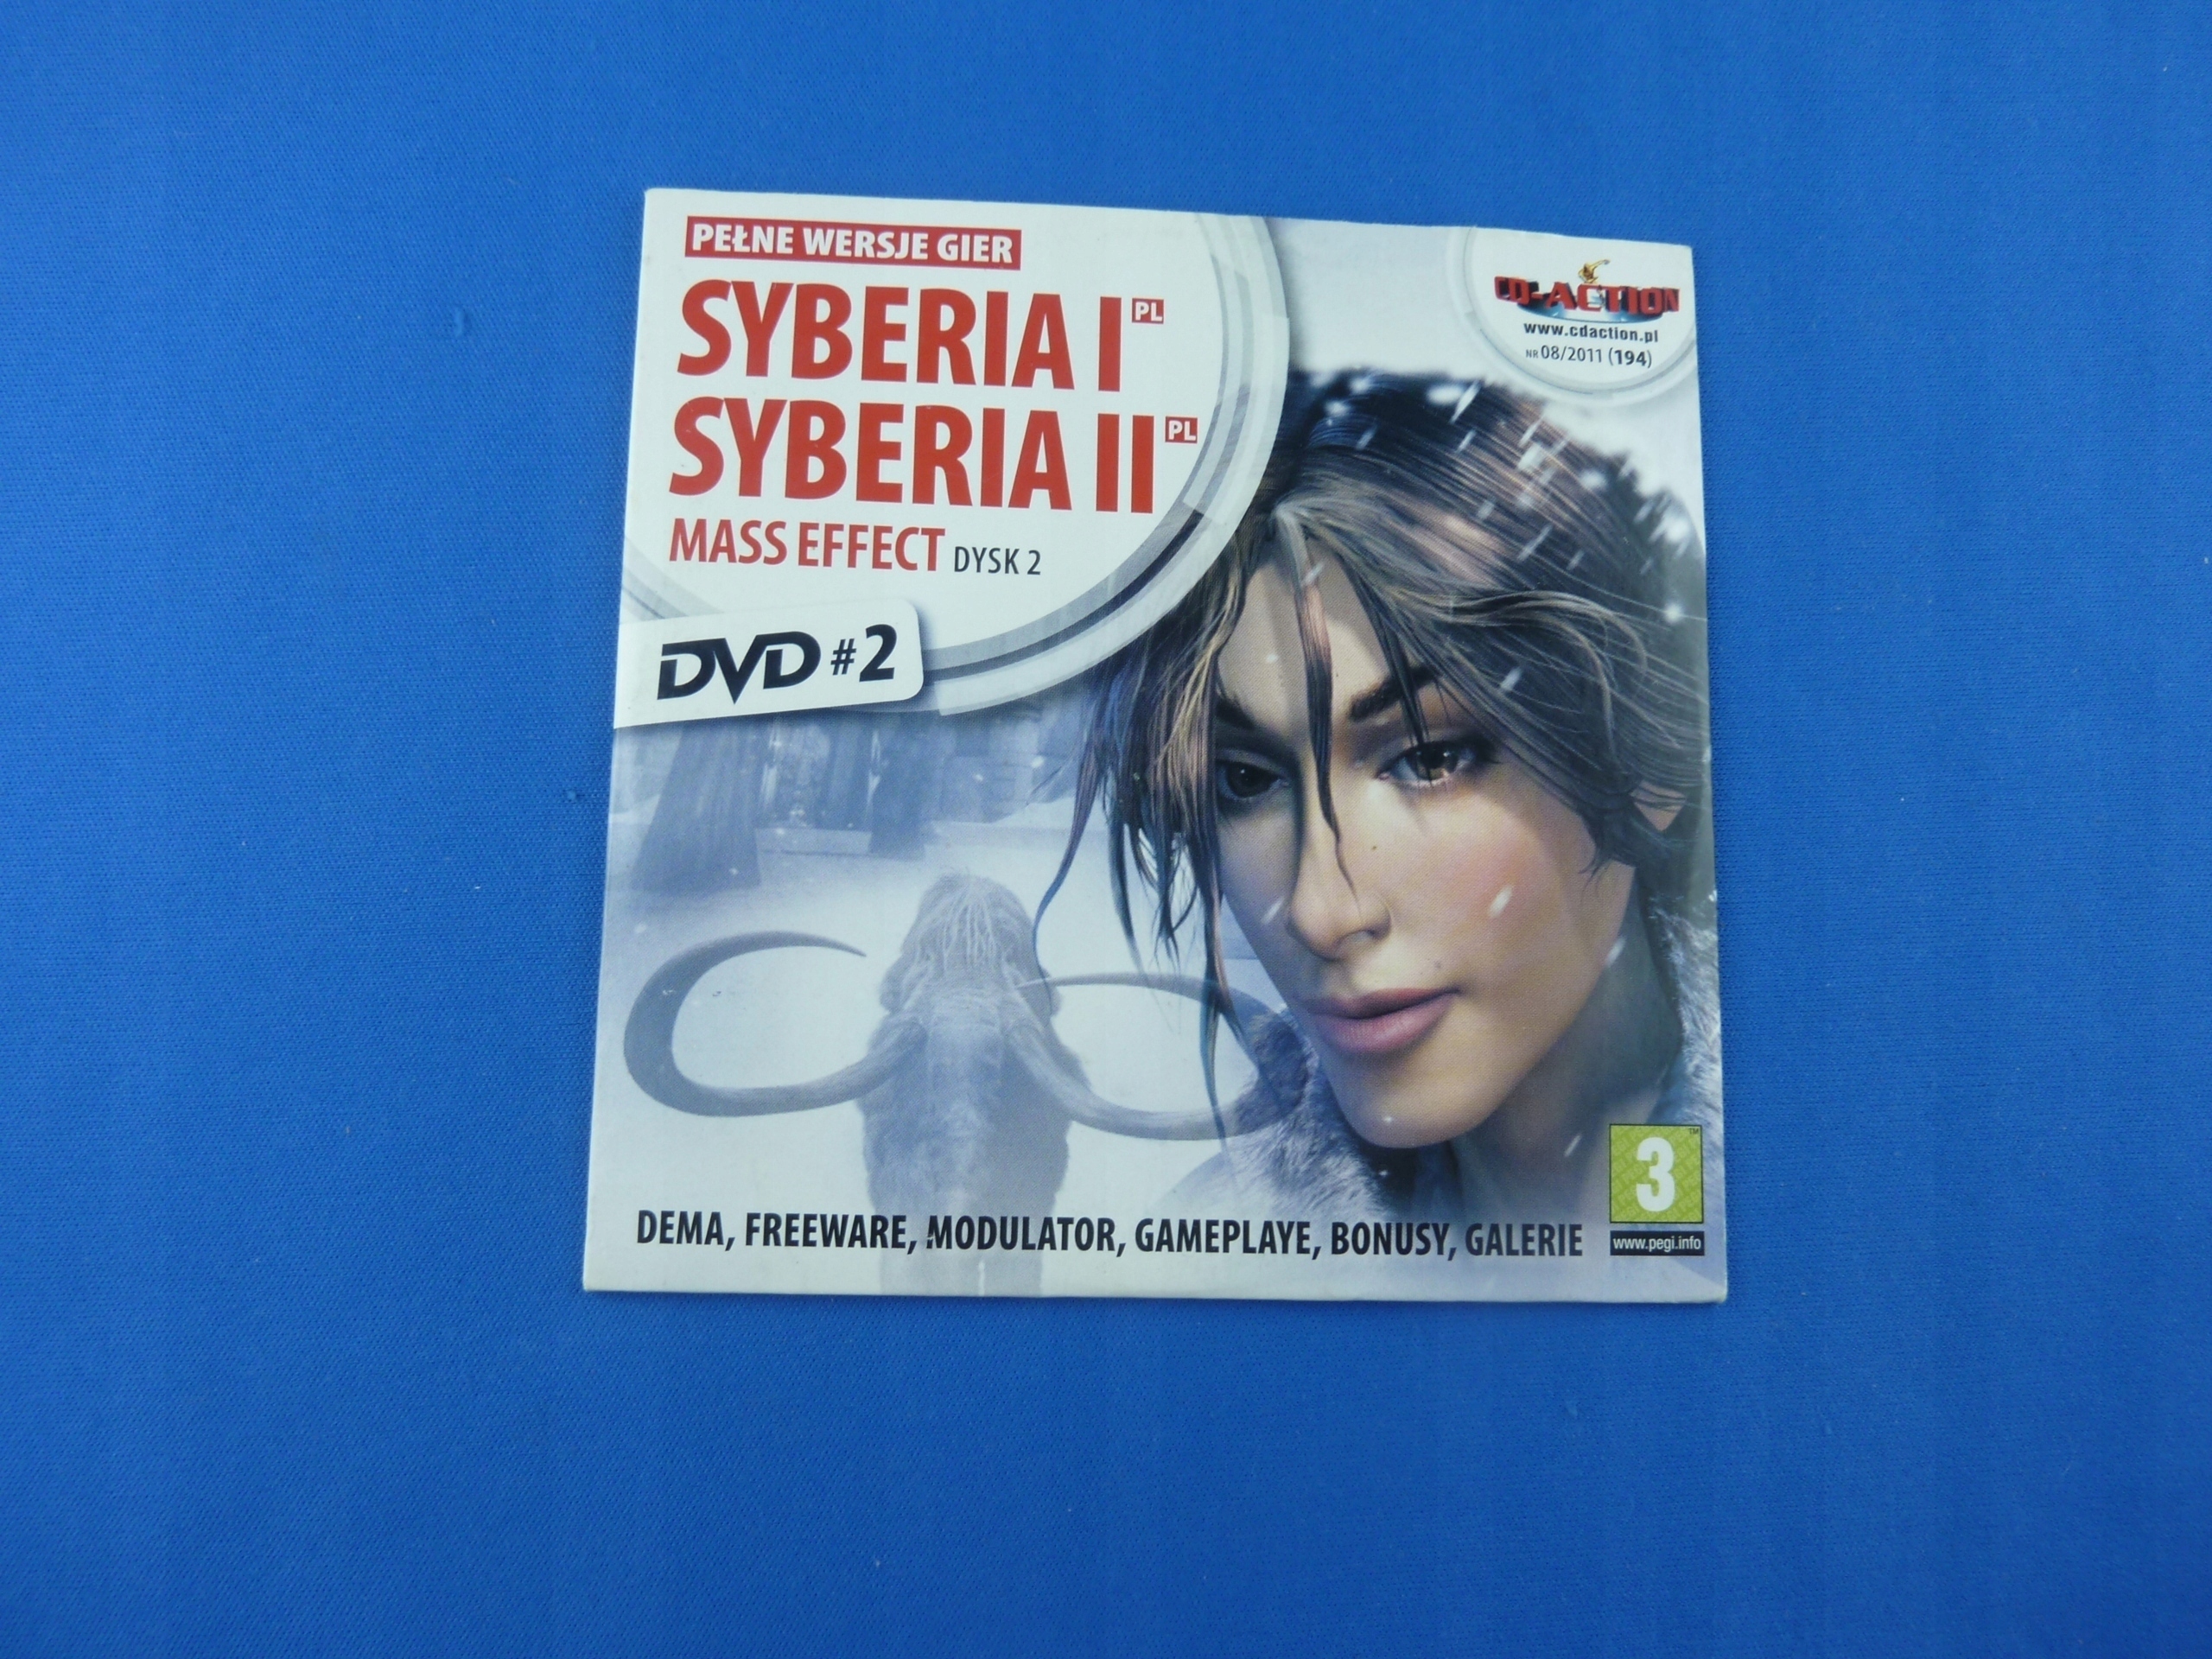 PEŁNE WERSJE GIER
SYBERIA I PL
SYBERIA II PL
MASS EFFECT DYSK 2
DVD #2
CD-ACTION
www.cdaction.pl
NR 08/2011 (194)
DEMA, FREEWARE, MODULATOR, GAMEPLAYE, BONUSY, GALERIE
3 ™
www.pegi.info